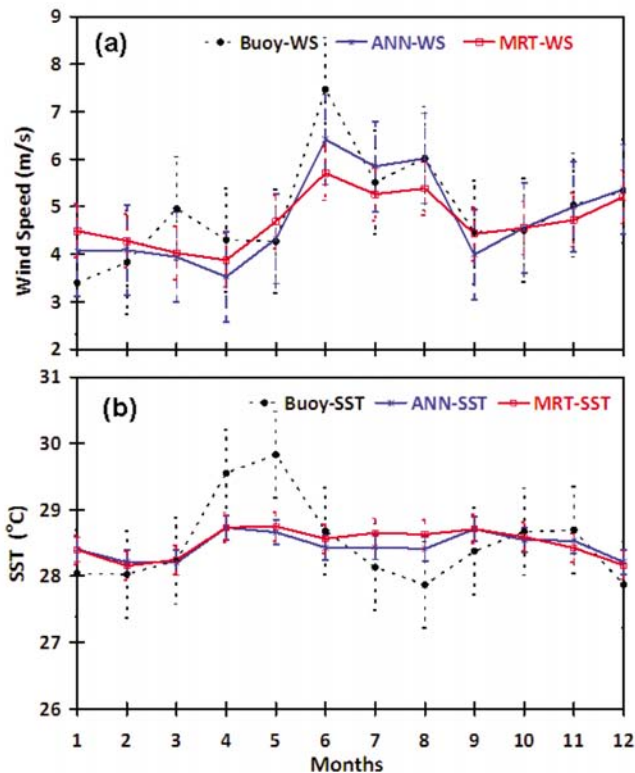 (a) Buoy-WS ANN-WS MRT-WS
Wind Speed (m/s)
9
8
7
6
5
4
3
2
(b) Buoy-SST ANN-SST MRT-SST
SST (°C)
31
30
29
28
27
26
1 2 3 4 5 6 7 8 9 10 11 12
Months